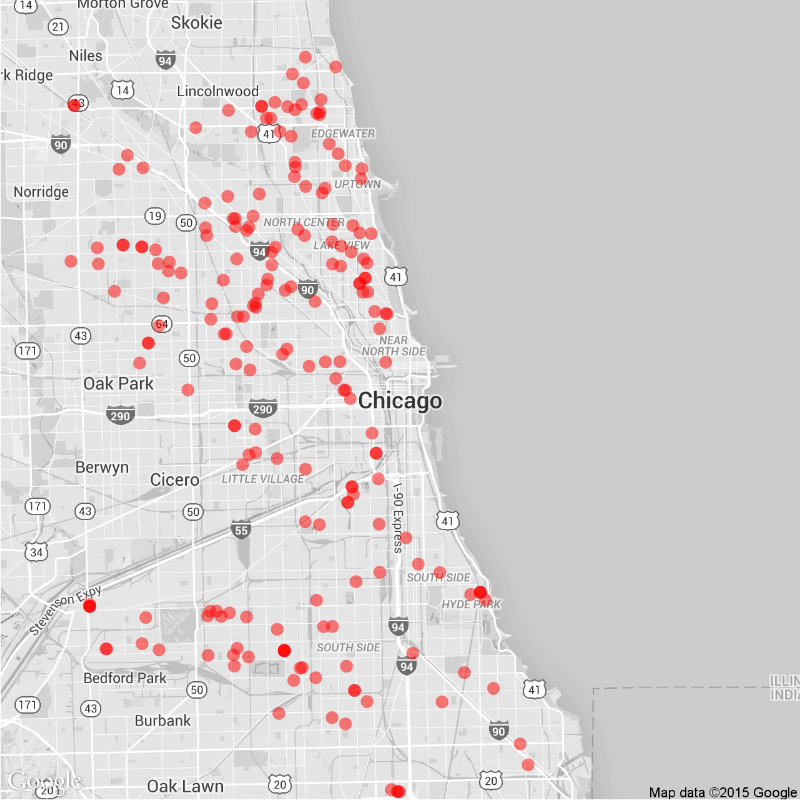 Morton Grove
14
21
Skokie
Niles
94
rk Ridge
14
Lincolnwood
43
41
EDGEWATER
90
UPTOWN
Norridge
19
50
NORTH CENTER
94
LAKE VIEW
41
90
64
43
NEAR
NORTH SIDE
171
50
Oak Park
290
290
Chicago
Berwyn
Cicero
LITTLE VILLAGE
171
43
50
55
I-90 Express
41
34
SOUTH SIDE
Stevenson Expy
HYDE PARK
94
SOUTH SIDE
94
Bedford Park
50
41
ILLIN
INDIA
171
43
Burbank
90
Google
20
Oak Lawn
20
20
Map data ©2015 Google